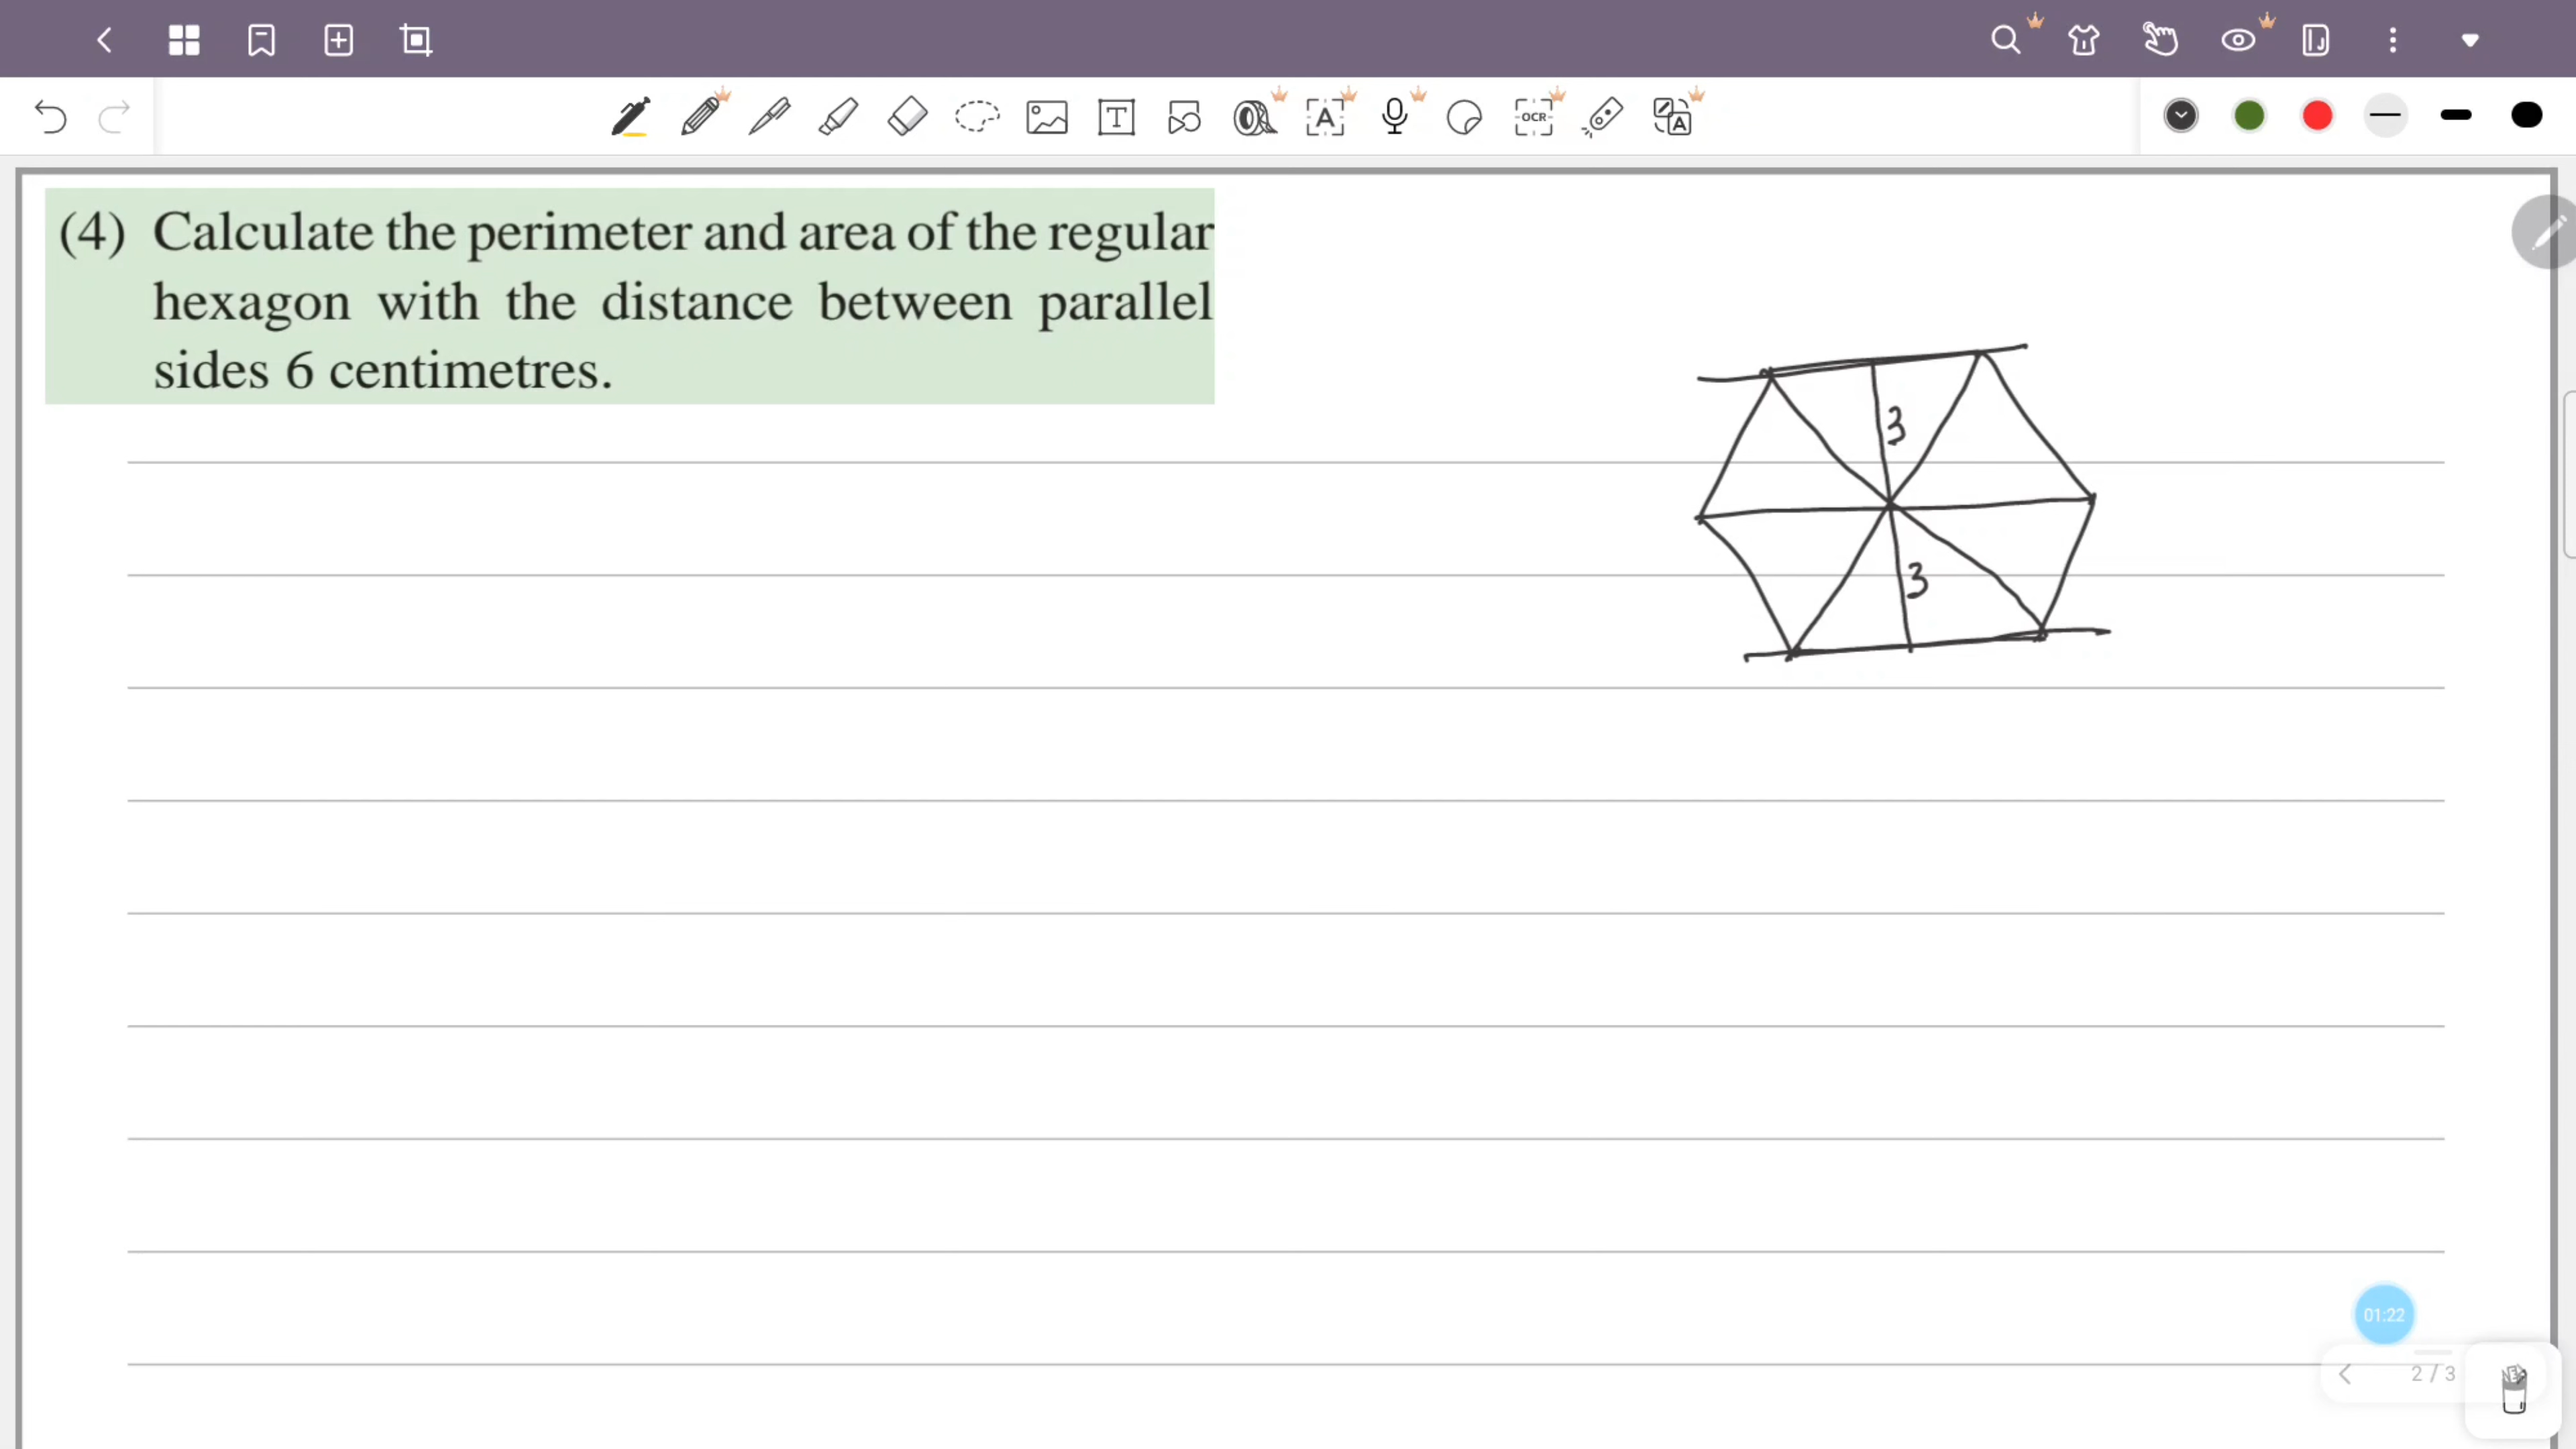 (4) Calculate the perimeter and area of the regular
hexagon with the distance between parallel
sides 6 centimetres.
3
3
01:22
2 / 3